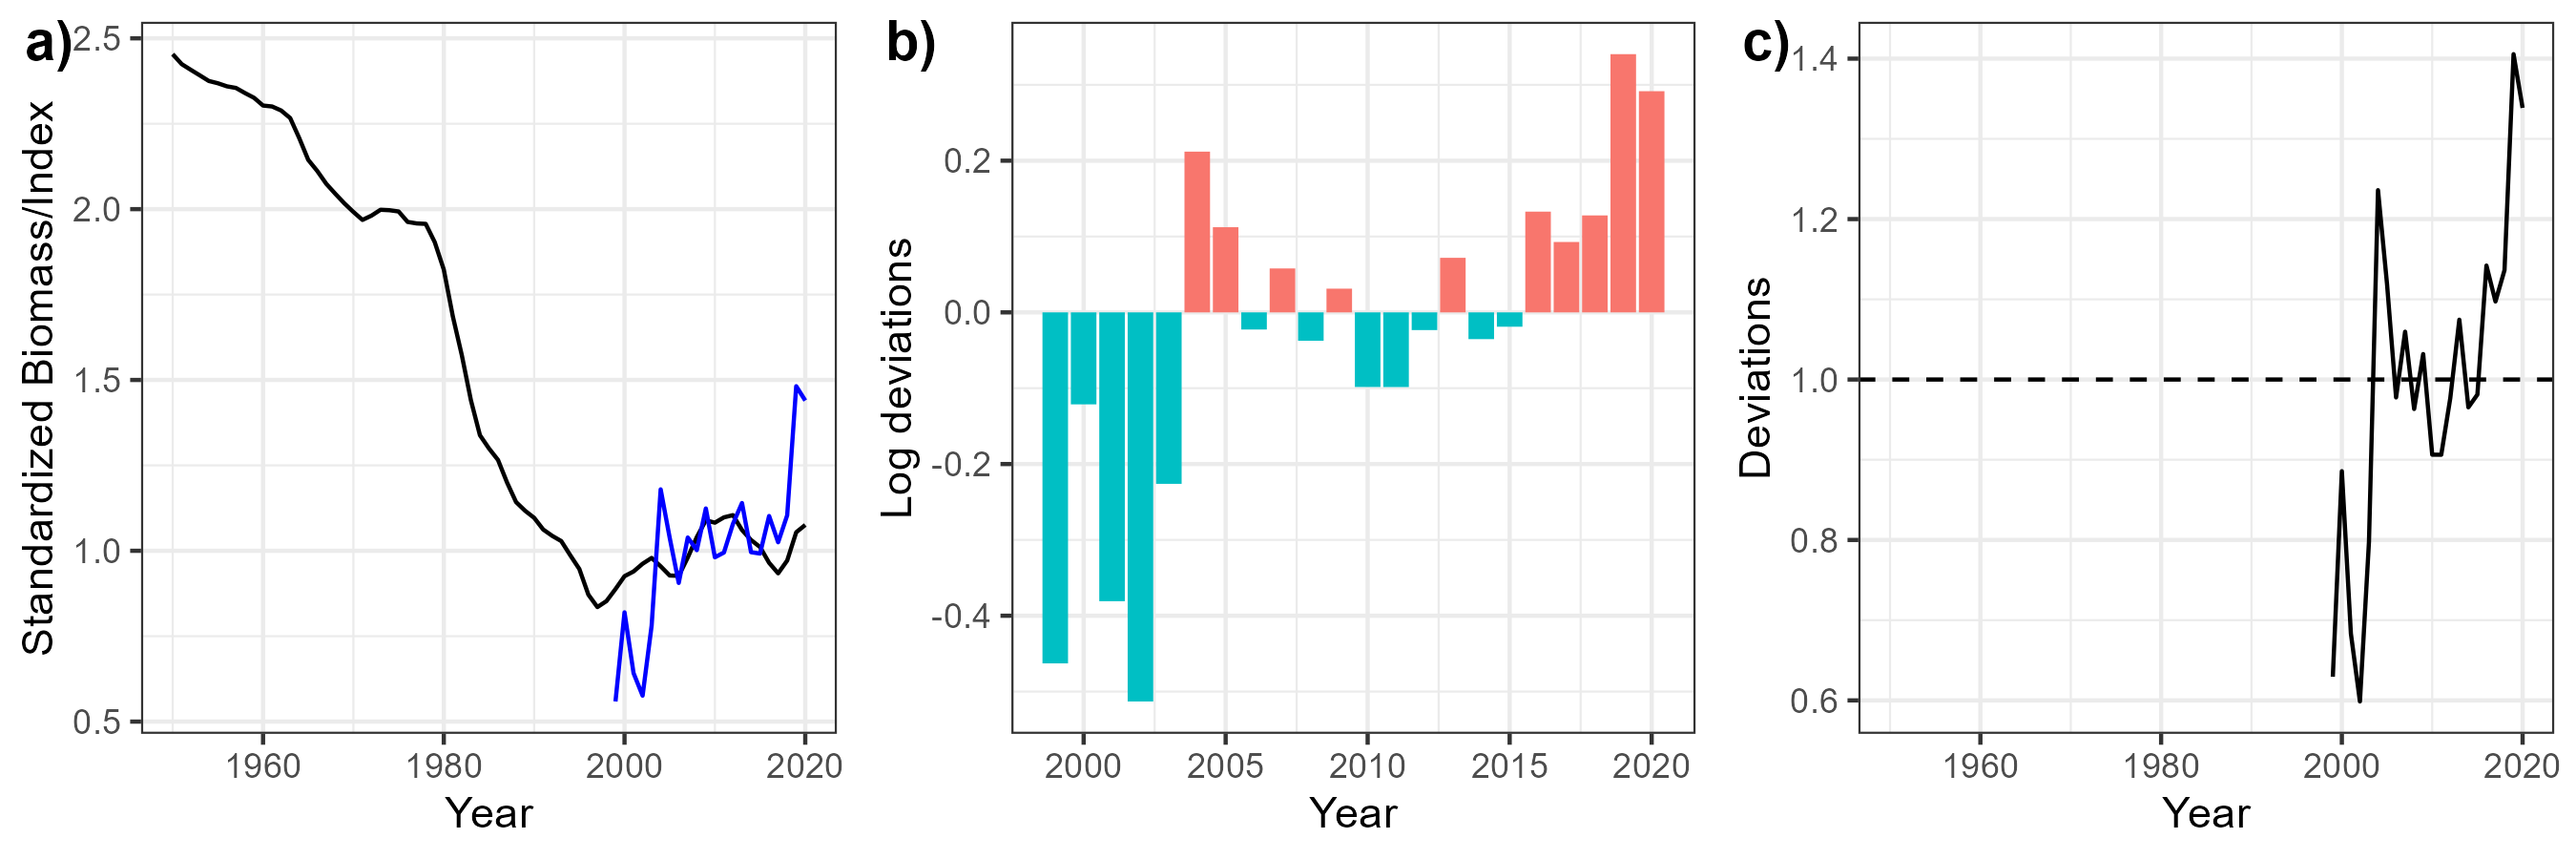 a)
Standardized Biomass/Index
2.5
2.0
1.5
1.0
0.5
1960 1980 2000 2020
Year
b)
Log deviations
0.2
0.0
-0.2
-0.4
2000 2005 2010 2015 2020
Year
c)
Deviations
1.4
1.2
1.0
0.8
0.6
1960 1980 2000 2020
Year